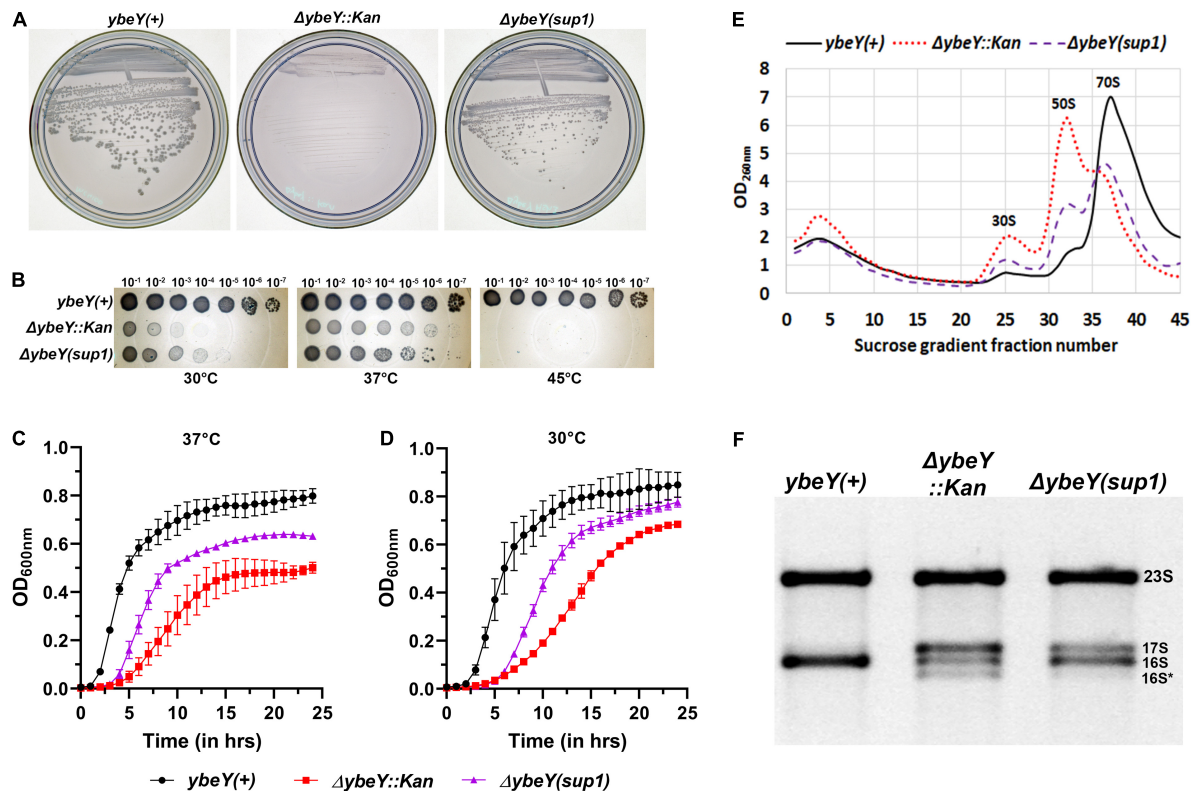 A
ybeY(+)
ΔybeY::Kan
ΔybeY(sup1)
B
10-1 10-2 10-3 10-4 10-5 10-6 10-7
10-1 10-2 10-3 10-4 10-5 10-6 10-7
10-1 10-2 10-3 10-4 10-5 10-6 10-7
ybeY(+)
ΔybeY::Kan
ΔybeY(sup1)
30°C
37°C
45°C
C
37°C
OD600nm
1.0
0.8
0.6
0.4
0.2
0.0
0 5 10 15 20 25
Time (in hrs)
D
30°C
OD600nm
1.0
0.8
0.6
0.4
0.2
0.0
0 5 10 15 20 25
Time (in hrs)
ybeY(+) ΔybeY::Kan ΔybeY(sup1)
E
ybeY(+) ΔybeY::Kan ΔybeY(sup1)
OD260nm
8
7
6
5
4
3
2
1
0
30S
50S
70S
0 5 10 15 20 25 30 35 40 45
Sucrose gradient fraction number
F
ybeY(+)
ΔybeY
::Kan
ΔybeY(sup1)
23S
17S
16S
16S*